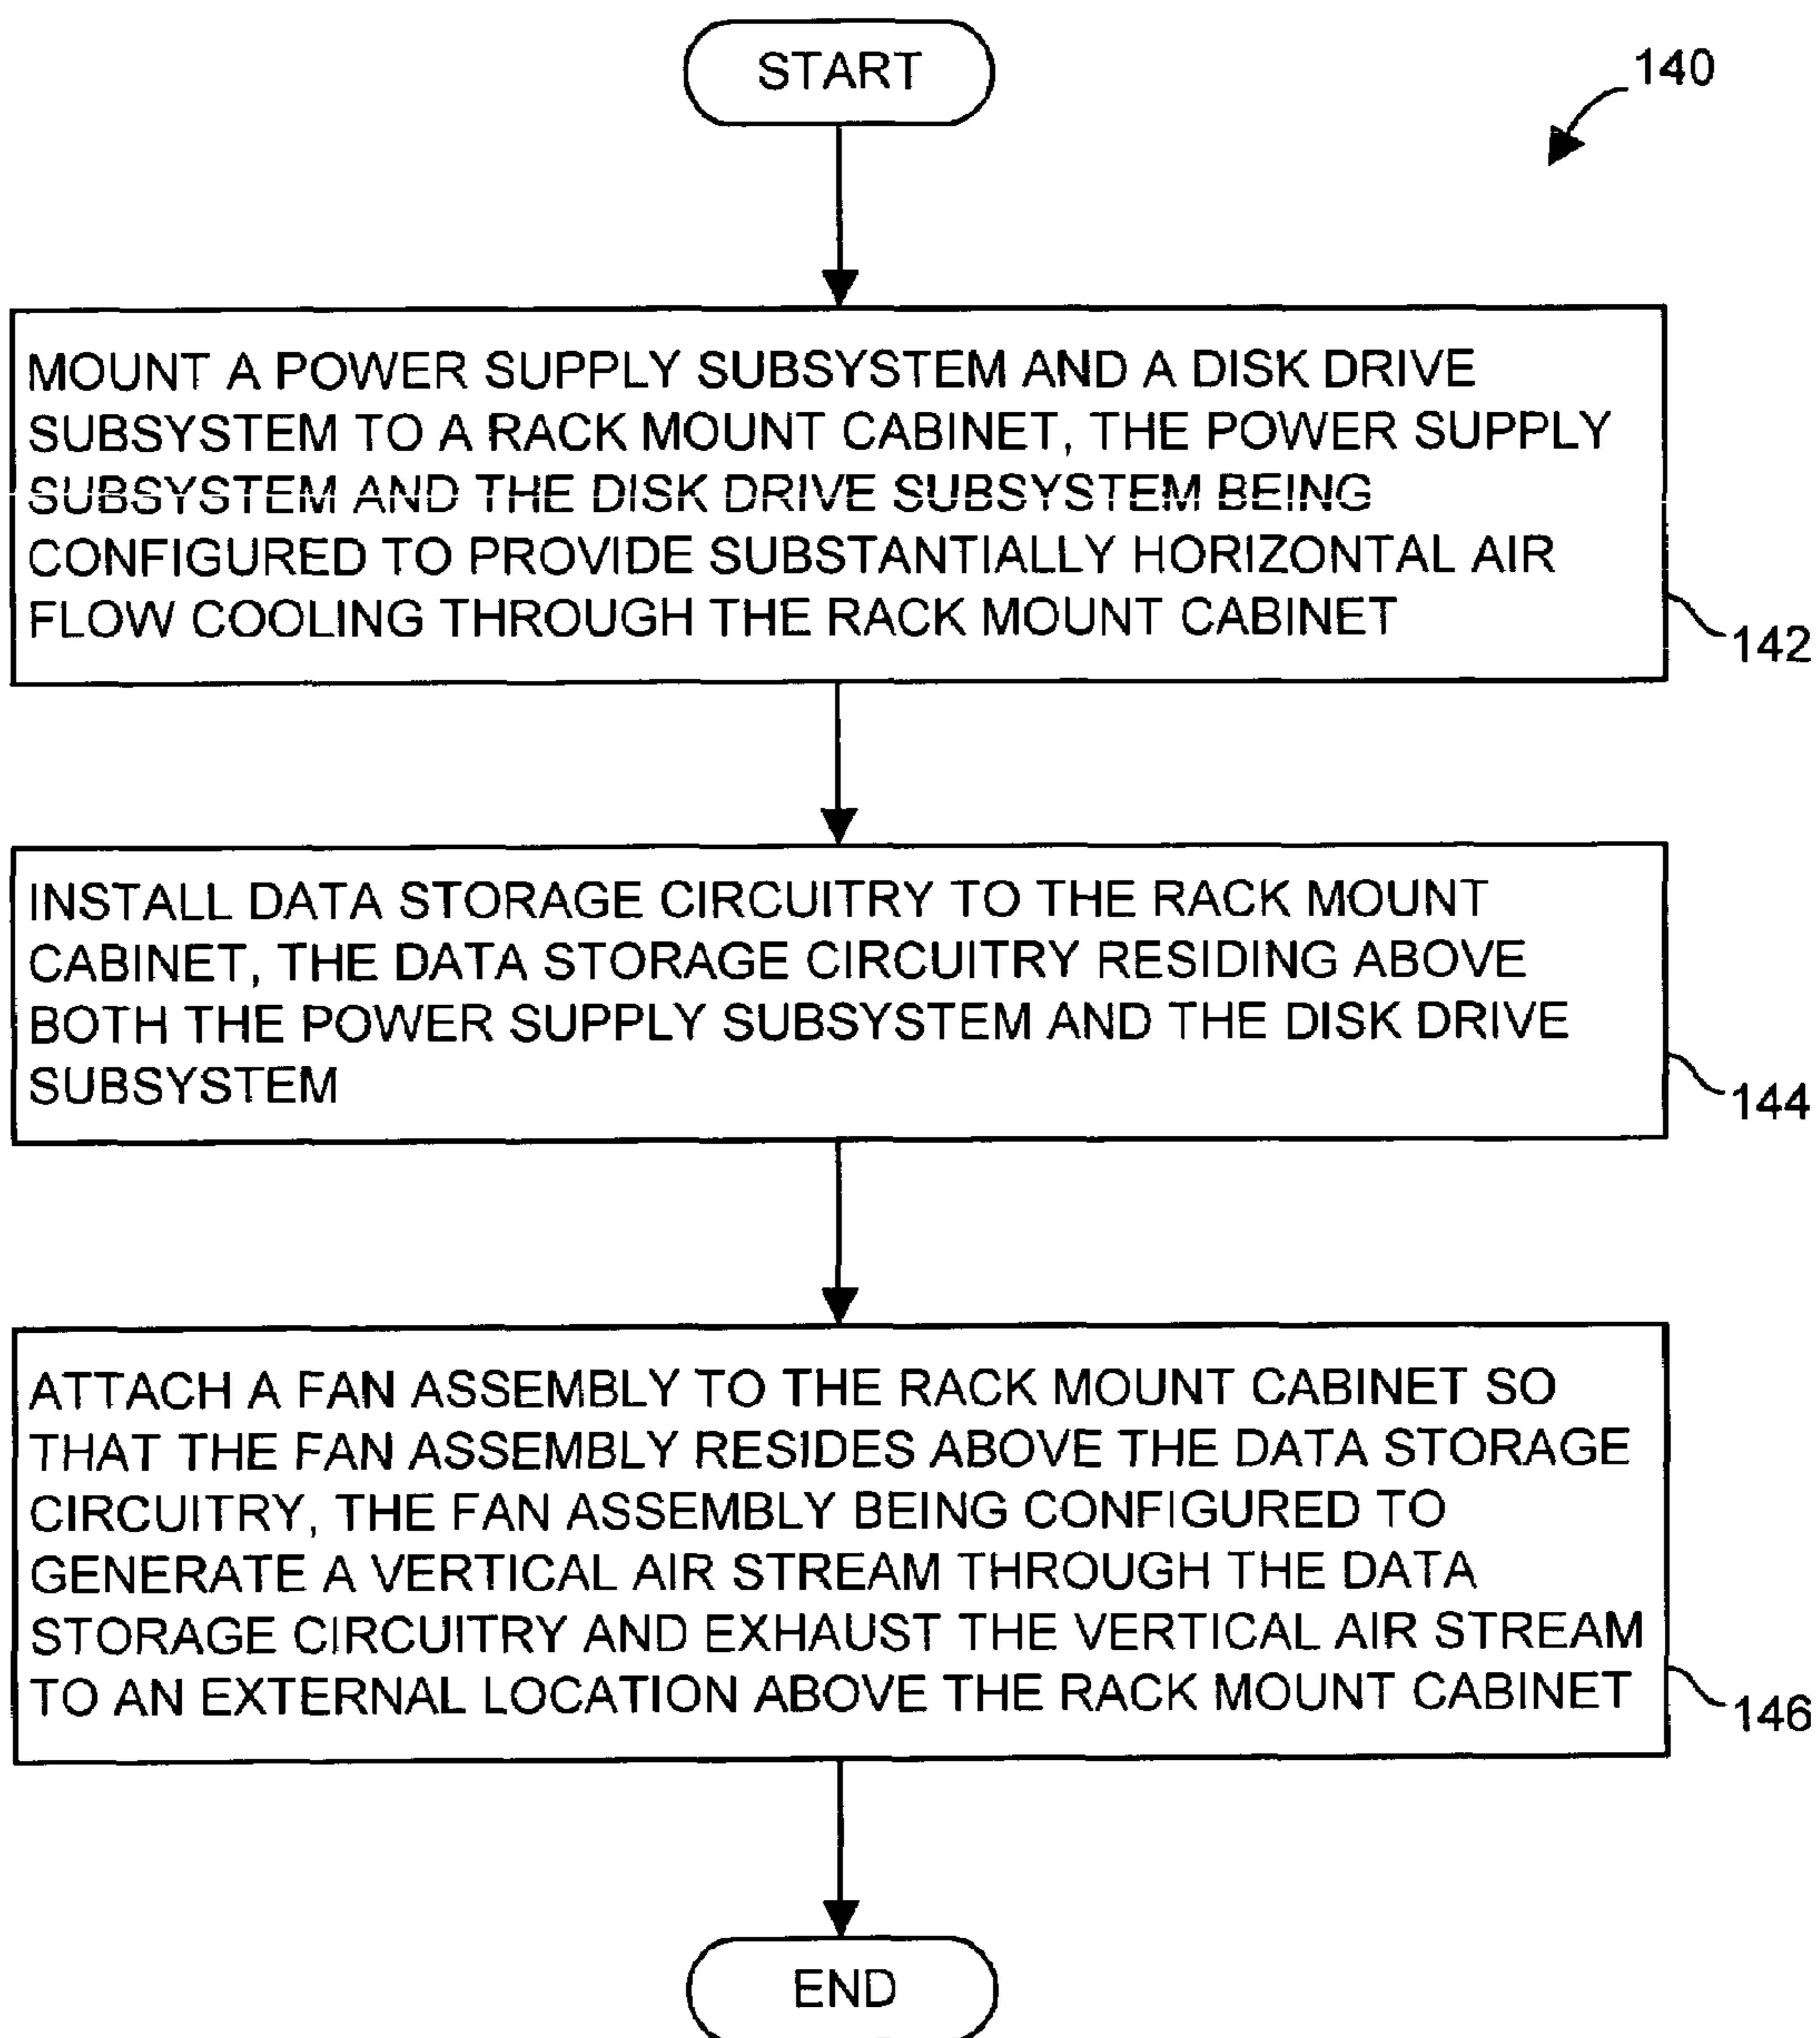 START
140
MOUNT A POWER SUPPLY SUBSYSTEM AND A DISK DRIVE
SUBSYSTEM TO A RACK MOUNT CABINET, THE POWER SUPPLY
SUBSYSTEM AND THE DISK DRIVE SUBSYSTEM BEING
CONFIGURED TO PROVIDE SUBSTANTIALLY HORIZONTAL AIR
FLOW COOLING THROUGH THE RACK MOUNT CABINET
142
INSTALL DATA STORAGE CIRCUITRY TO THE RACK MOUNT
CABINET, THE DATA STORAGE CIRCUITRY RESIDING ABOVE
BOTH THE POWER SUPPLY SUBSYSTEM AND THE DISK DRIVE
SUBSYSTEM
144
ATTACH A FAN ASSEMBLY TO THE RACK MOUNT CABINET SO
THAT THE FAN ASSEMBLY RESIDES ABOVE THE DATA STORAGE
CIRCUITRY, THE FAN ASSEMBLY BEING CONFIGURED TO
GENERATE A VERTICAL AIR STREAM THROUGH THE DATA
STORAGE CIRCUITRY AND EXHAUST THE VERTICAL AIR STREAM
TO AN EXTERNAL LOCATION ABOVE THE RACK MOUNT CABINET
146
END